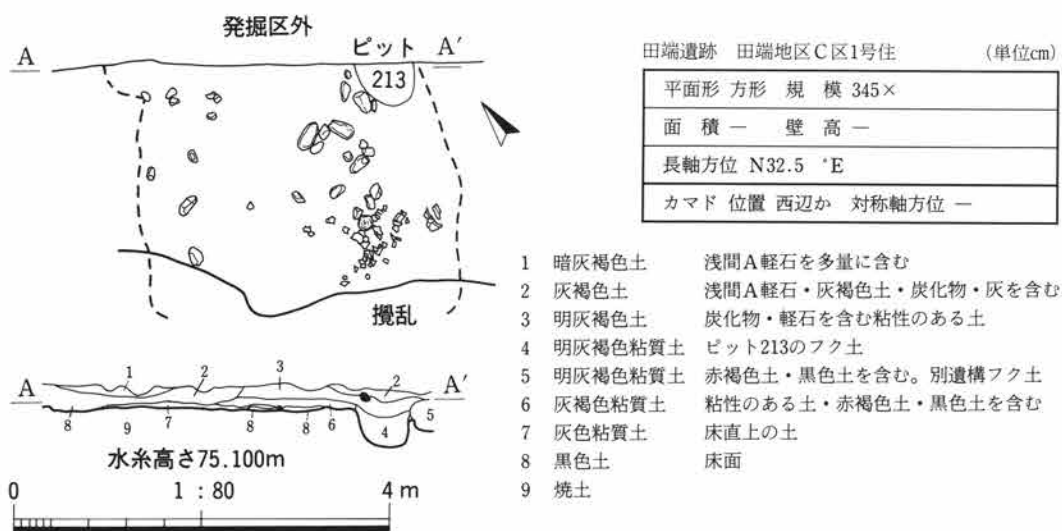 発掘区外
A ピット A′
213
攪乱
A 1 2 3 2 A′
8 9 7 8 8 6 4 5
水糸高さ75.100m
0 1：80 4 m
田端遺跡 田端地区C区1号住 (単位cm)
平面形 方形 規 模 345×
面 積 ― 壁 高 ―
長軸方位 N32.5 °E
カマド 位置 西辺か 対称軸方位 ―
1 暗灰褐色土 浅間A軽石を多量に含む
2 灰褐色土 浅間A軽石・灰褐色土・炭化物・灰を含む
3 明灰褐色土 炭化物・軽石を含む粘性のある土
4 明灰褐色粘質土 ピット213のフク土
5 明灰褐色粘質土 赤褐色土・黒色土を含む。別遺構フク土
6 灰褐色粘質土 粘性のある土・赤褐色土・黒色土を含む
7 灰色粘質土 床直上の土
8 黒色土 床面
9 焼土